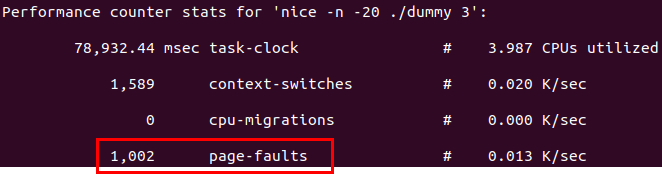 Performance counter stats for 'nice -n -20 ./dummy 3':
78,932.44 msec task-clock # 3.987 CPUs utilized
1,589 context-switches # 0.020 K/sec
0 cpu-migrations # 0.000 K/sec
1,002 page-faults # 0.013 K/sec